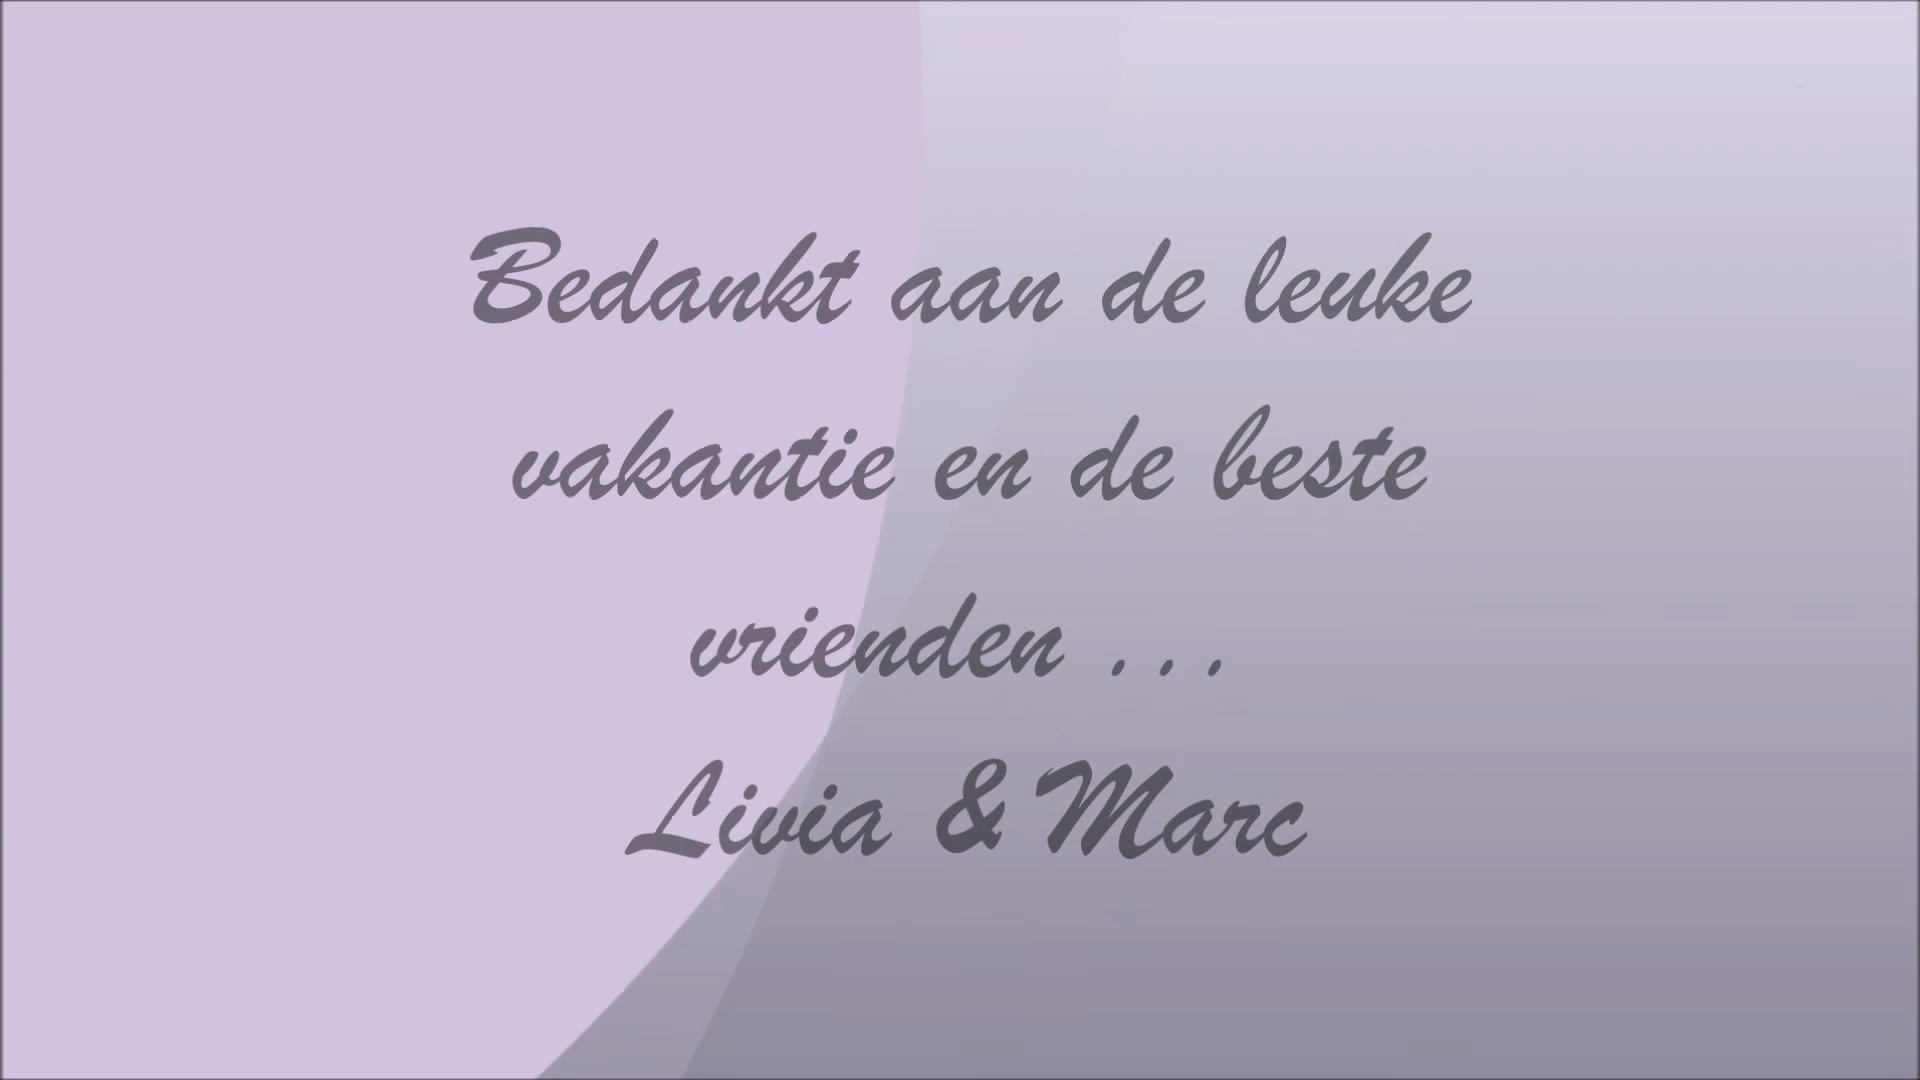 Bedankt aan de leuke
vakantie en de beste
vrienden ...
Livia & Marc